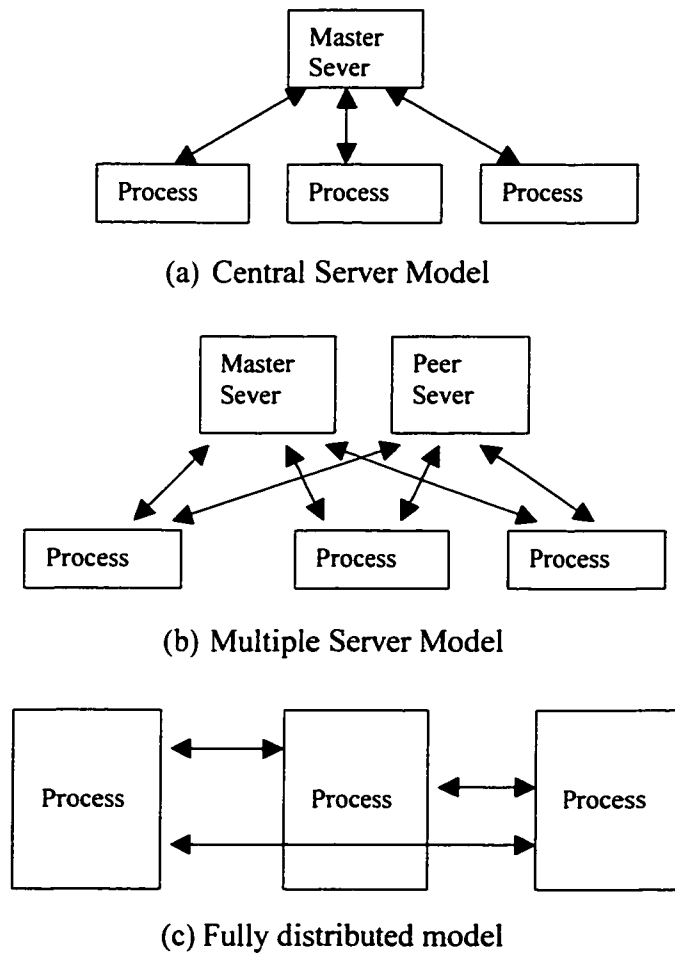 Master
Sever
Process
Process
Process
(a) Central Server Model
Master
Sever
Peer
Sever
Process
Process
Process
(b) Multiple Server Model
Process
Process
Process
(c) Fully distributed model